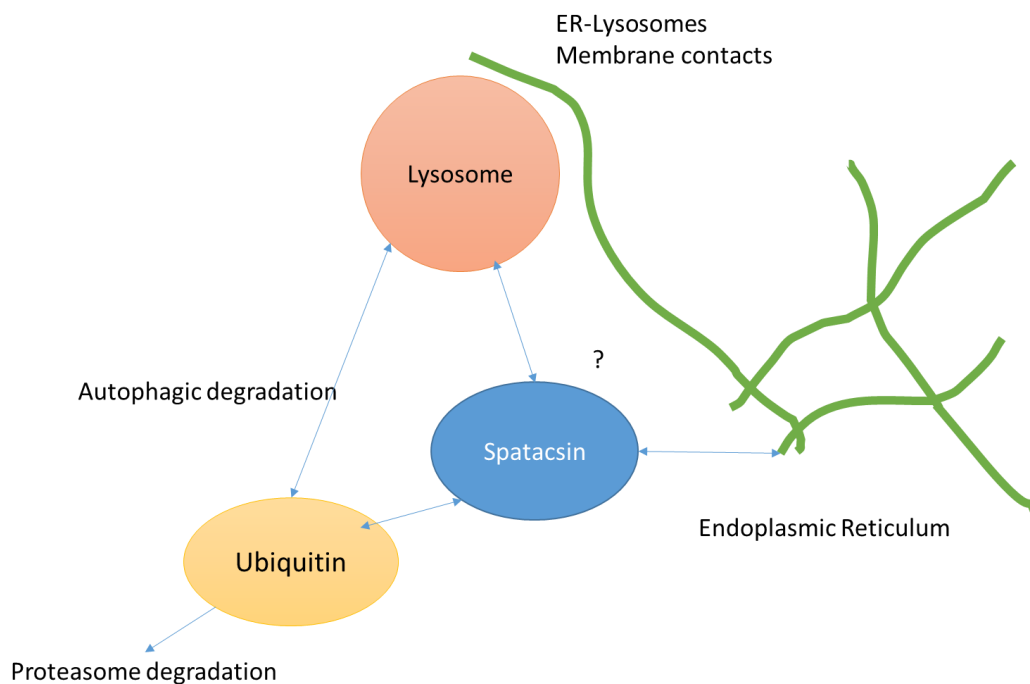 ER-Lysosomes
Membrane contacts
Lysosome
?
Autophagic degradation
Spatacsin
Endoplasmic Reticulum
Ubiquitin
Proteasome degradation